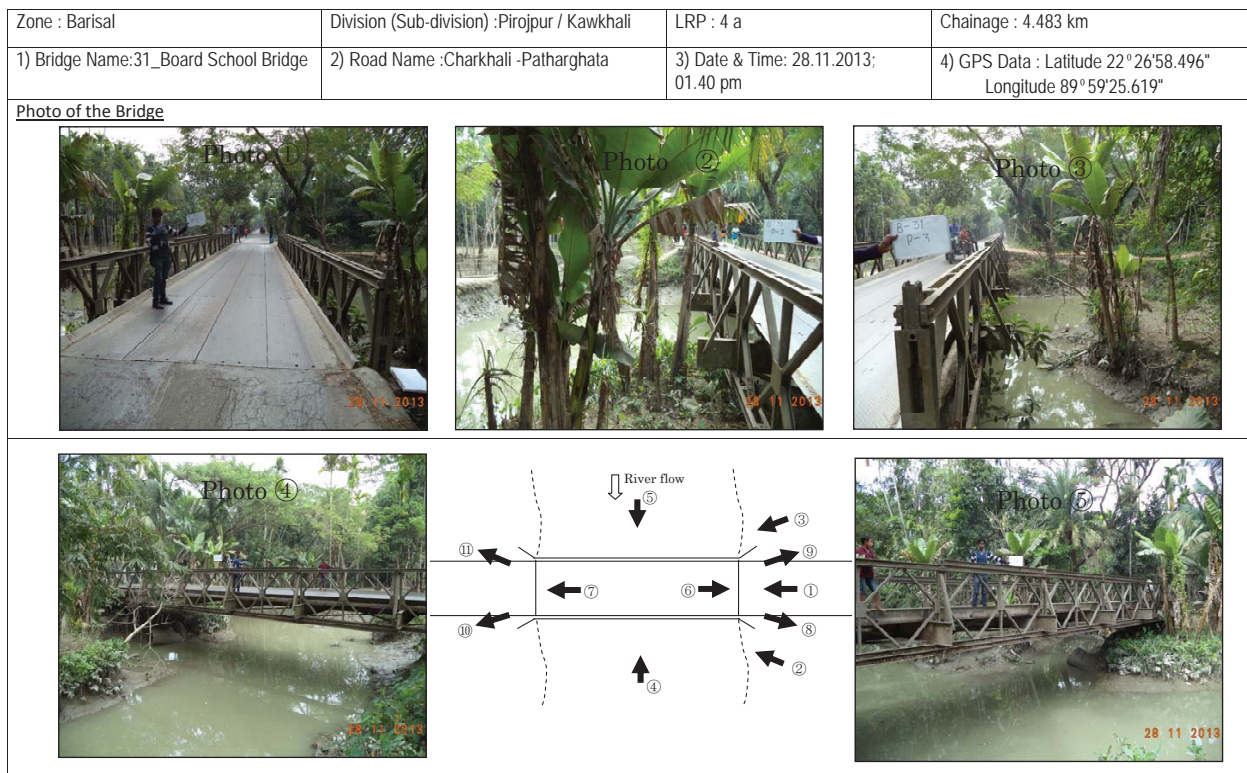 Zone : Barisal
Division (Sub-division) :Pirojpur / Kawkhali
LRP : 4 a
Chainage : 4.483 km
1) Bridge Name:31_Board School Bridge
2) Road Name :Charkhali -Patharghata
3) Date & Time: 28.11.2013;
01.40 pm
4) GPS Data : Latitude 22⁰26'58.496"
Longitude 89⁰59'25.619"
Photo of the Bridge
Photo ①
28 11 2013
Photo ②
B-31
P-2
28 11 2013
Photo ③
B-31
P-3
28 11 2013
Photo ④
28 11 2013
River flow
⑤
③
⑪
⑨
⑦
⑥
①
⑩
⑧
②
④
Photo ⑤
28 11 2013